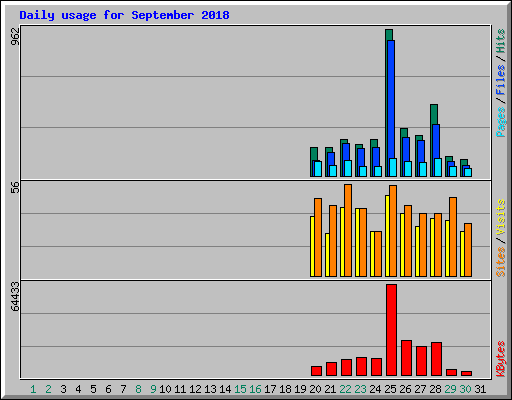 Daily usage for September 2018
962
Pages/Files/Hits
56
Sites/Visits
64433
KBytes
1 2 3 4 5 6 7 8 9 10 11 12 13 14 15 16 17 18 19 20 21 22 23 24 25 26 27 28 29 30 31